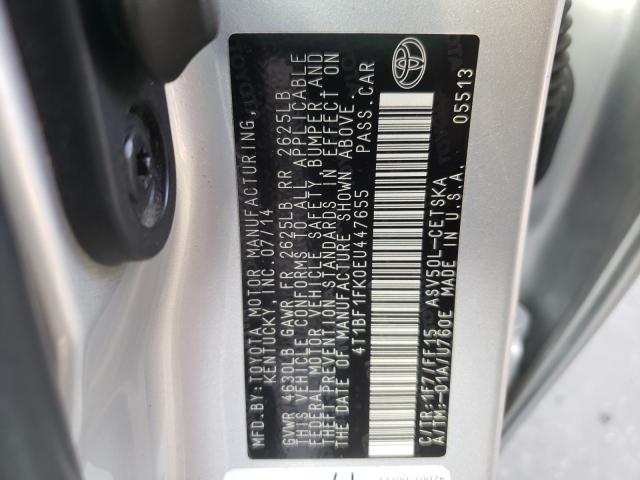 MFD.BY:TOYOTA MOTOR MANUFACTURING,
KENTUCKY, INC. 07/14
GVWR 4630LB GAWR FR 2625LB RR 2625LB
THIS VEHICLE CONFORMS TO ALL APPLICABLE
FEDERAL MOTOR VEHICLE SAFETY, BUMPER, AND
THEFT PREVENTION STANDARDS IN EFFECT ON
THE DATE OF MANUFACTURE SHOWN ABOVE.
4T1BF1FK0EU447655 PASS.CAR
C/TR:1F7/FF15 ASV50L-CETSKA
A/TM:-01A/U760E MADE IN U.S.A.
05513